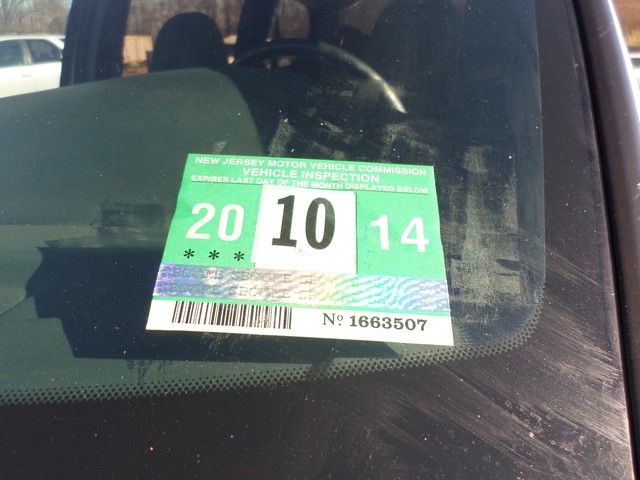 NEW JERSEY MOTOR VEHICLE COMMISSION
VEHICLE INSPECTION
EXPIRES LAST DAY OF THE MONTH DISPLAYED BELOW
20 10 14
***
Nº 1663507